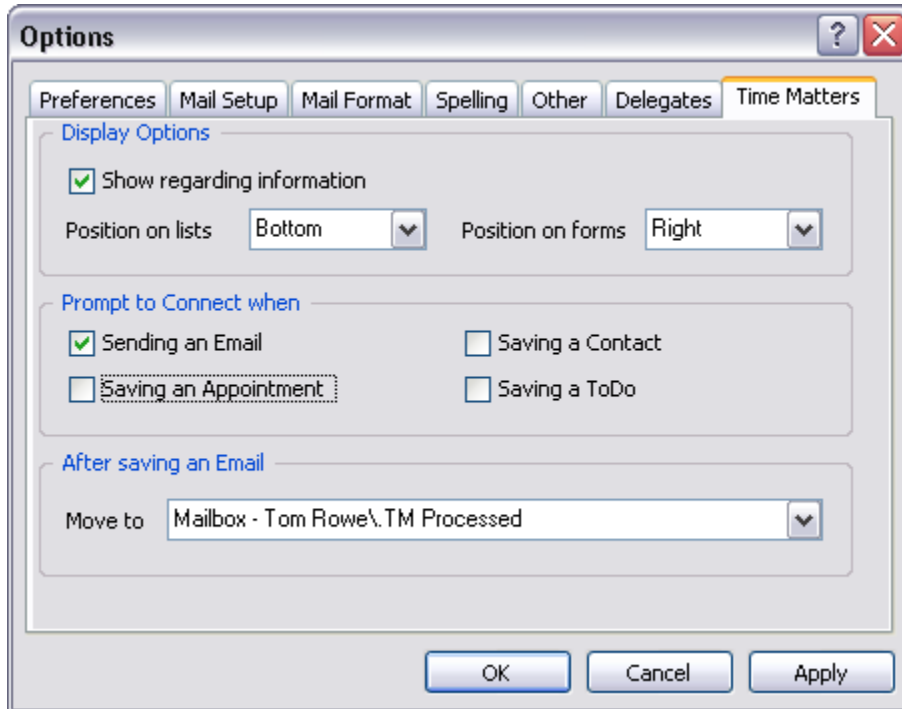 Options
Preferences Mail Setup Mail Format Spelling Other Delegates Time Matters
Display Options
Show regarding information
Position on lists Bottom Position on forms Right
Prompt to Connect when
Sending an Email Saving a Contact
Saving an Appointment Saving a ToDo
After saving an Email
Move to Mailbox - Tom Rowe\.TM Processed
OK Cancel Apply